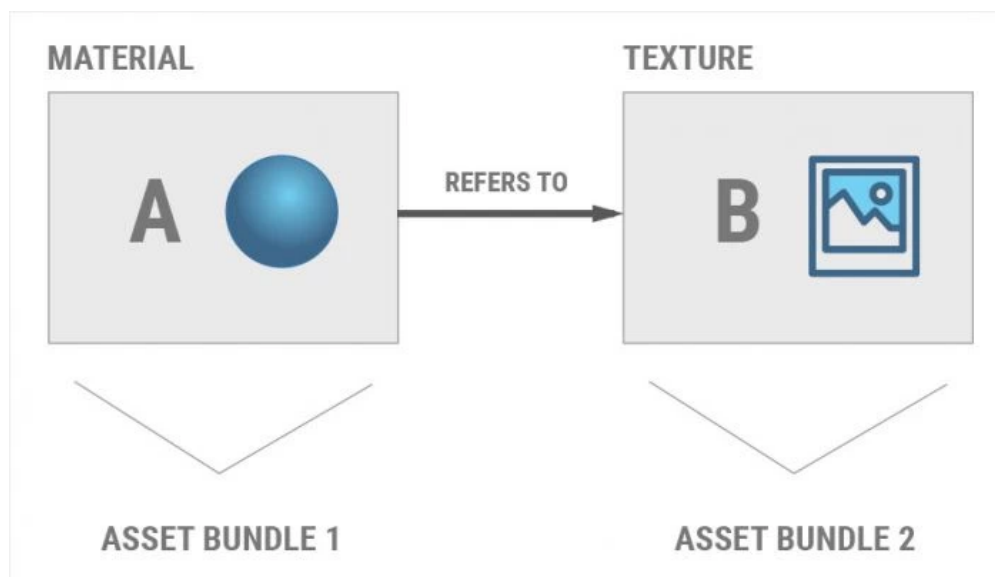 MATERIAL
TEXTURE
A
REFERS TO
B
ASSET BUNDLE 1
ASSET BUNDLE 2